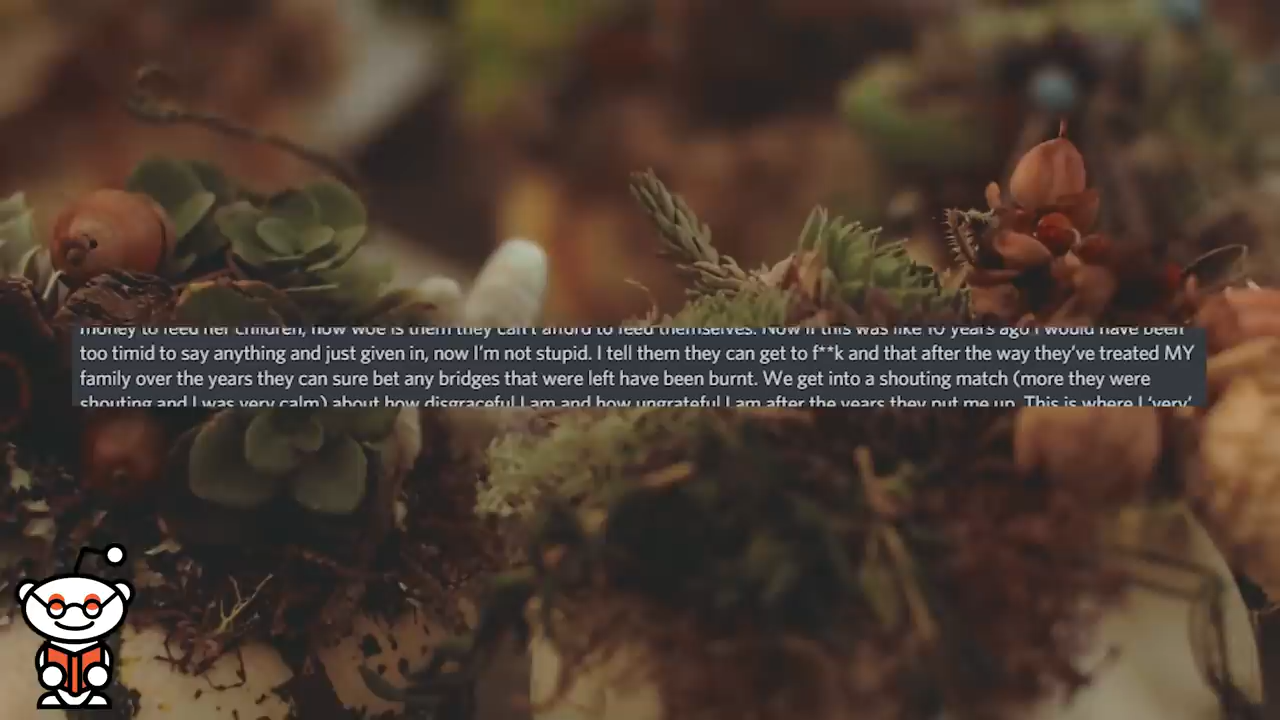 money to feed her children, how woe is them they can't afford to feed themselves. Now if this was like 10 years ago I would have been
too timid to say anything and just given in, now I'm not stupid. I tell them they can get to f**k and that after the way they've treated MY
family over the years they can sure bet any bridges that were left have been burnt. We get into a shouting match (more they were
shouting and I was very calm) about how disgraceful I am and how ungrateful I am after the years they put me up. This is where I 'very'